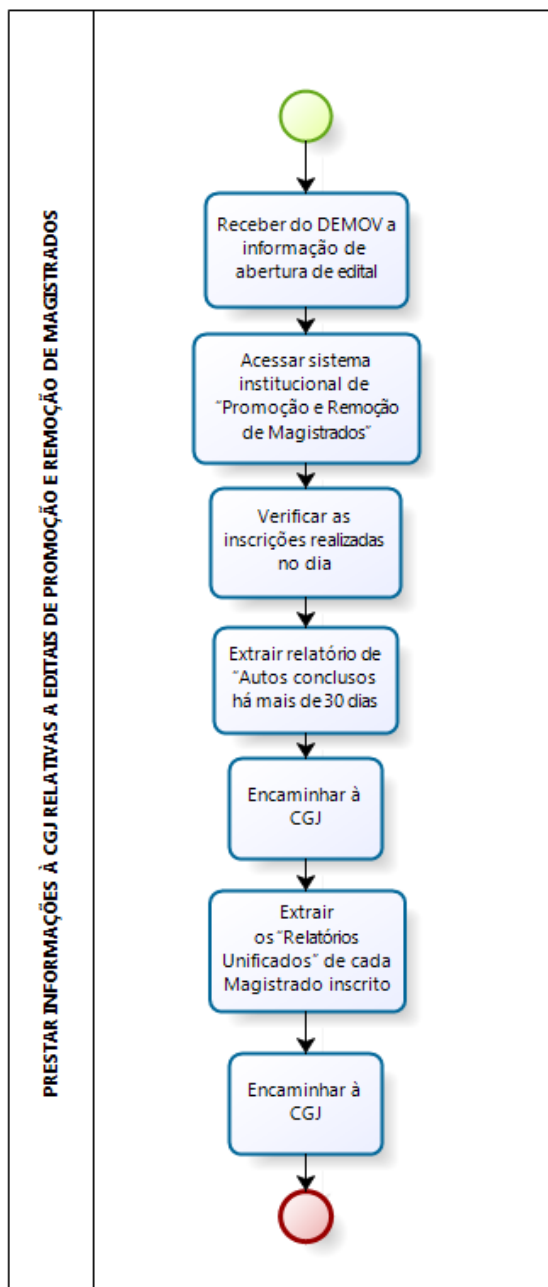 PRESTAR INFORMAÇÕES À CGJ RELATIVAS A EDITAIS DE PROMOÇÃO E REMOÇÃO DE MAGISTRADOS
Receber do DEMOV a
informação de
abertura de edital
Acessar sistema
institucional de
“Promoção e Remoção
de Magistrados”
Verificar as
inscrições realizadas
no dia
Extrair relatório de
“Autos conclusos
há mais de 30 dias
Encaminhar à
CGJ
Extrair
os “Relatórios
Unificados” de cada
Magistrado inscrito
Encaminhar à
CGJ